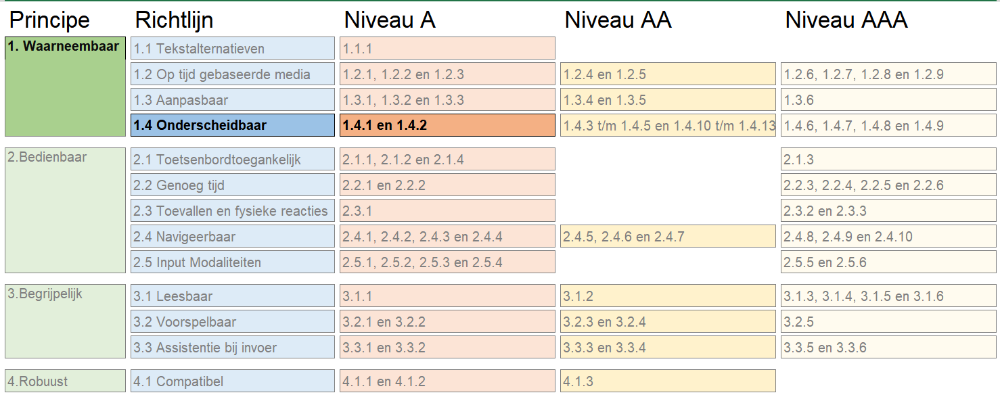 Principe Richtlijn Niveau A Niveau AA Niveau AAA
1. Waarneembaar 1.1 Tekstalternatieven 1.1.1
1.2 Op tijd gebaseerde media 1.2.1, 1.2.2 en 1.2.3 1.2.4 en 1.2.5 1.2.6, 1.2.7, 1.2.8 en 1.2.9
1.3 Aanpasbaar 1.3.1, 1.3.2 en 1.3.3 1.3.4 en 1.3.5 1.3.6
1.4 Onderscheidbaar 1.4.1 en 1.4.2 1.4.3 t/m 1.4.5 en 1.4.10 t/m 1.4.13 1.4.6, 1.4.7, 1.4.8 en 1.4.9
2.Bedienbaar 2.1 Toetsenbordtoegankelijk 2.1.1, 2.1.2 en 2.1.4 2.1.3
2.2 Genoeg tijd 2.2.1 en 2.2.2 2.2.3, 2.2.4, 2.2.5 en 2.2.6
2.3 Toevallen en fysieke reacties 2.3.1 2.3.2 en 2.3.3
2.4 Navigeerbaar 2.4.1, 2.4.2, 2.4.3 en 2.4.4 2.4.5, 2.4.6 en 2.4.7 2.4.8, 2.4.9 en 2.4.10
2.5 Input Modaliteiten 2.5.1, 2.5.2, 2.5.3 en 2.5.4 2.5.5 en 2.5.6
3.Begrijpelijk 3.1 Leesbaar 3.1.1 3.1.2 3.1.3, 3.1.4, 3.1.5 en 3.1.6
3.2 Voorspelbaar 3.2.1 en 3.2.2 3.2.3 en 3.2.4 3.2.5
3.3 Assistentie bij invoer 3.3.1 en 3.3.2 3.3.3 en 3.3.4 3.3.5 en 3.3.6
4.Robuust 4.1 Compatibel 4.1.1 en 4.1.2 4.1.3